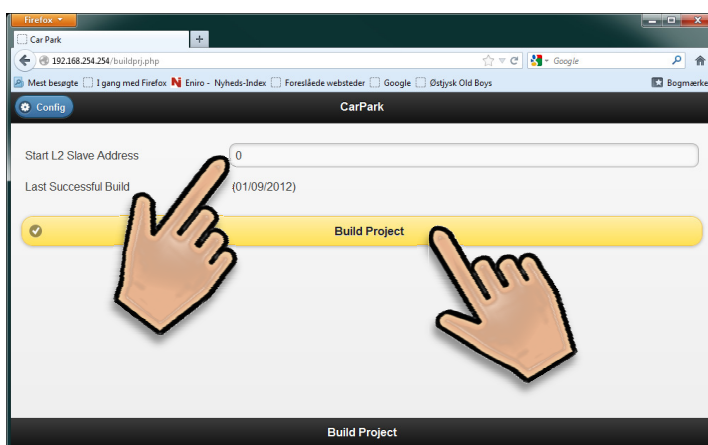 Firefox
Car Park
192.168.254.254/buildprj.php
Google
Mest besøgte I gang med Firefox Eniro - Nyheds-Index Foreslåede websteder Google Østjysk Old Boys Bogmærke
Config CarPark
Start L2 Slave Address 0
Last Successful Build (01/09/2012)
Build Project
Build Project